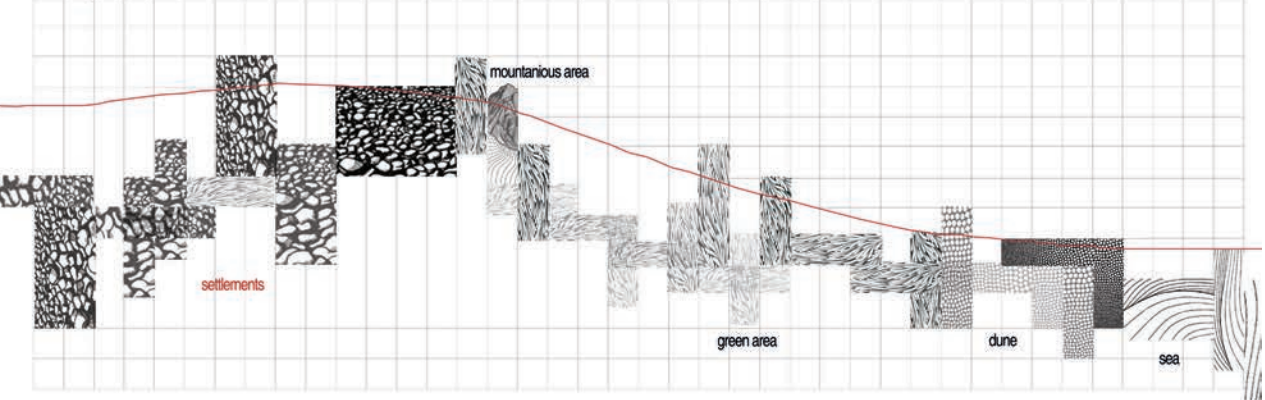 mountanious area
settlements
green area
dune
sea